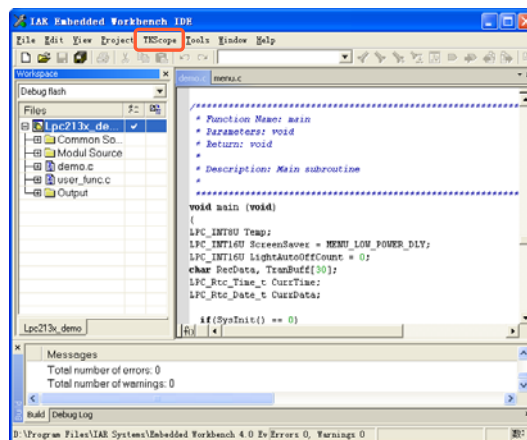 IAR Embedded Workbench IDE
File Edit View Project TKScope Tools Window Help
Workspace
demo.c menu.c
Debug flash
Files
Lpc213x_de...
Common So...
Modul Source
demo.c
user_func.c
Output
Lpc213x_demo
/************************************************
* Function Name: main
* Parameters: void
* Return: void
*
* Description: Main subroutine
*
************************************************
void main (void)
{
LPC_INT8U Temp;
LPC_INT16U ScreenSaver = MENU_LOW_POWER_DLY;
LPC_INT16U LightAutoOffCount = 0;
char RecData, TranBuff[30];
LPC_Rtc_Time_t CurrTime;
LPC_Rtc_Date_t CurrData;
if(SysInit() == 0)
f()
Messages
Total number of errors: 0
Total number of warnings: 0
Build Debug Log
D:\Program Files\IAR Systems\Embedded Workbench 4.0 Ev Errors 0, Warnings 0